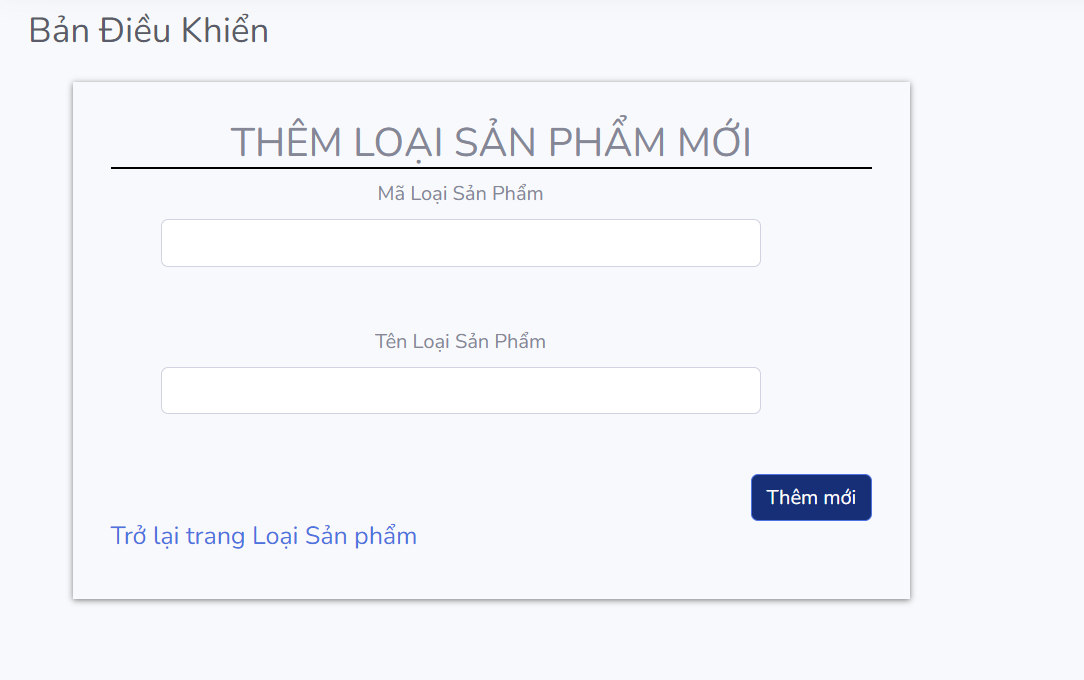 Bản Điều Khiển
THÊM LOẠI SẢN PHẨM MỚI
Mã Loại Sản Phẩm
Tên Loại Sản Phẩm
Thêm mới
Trở lại trang Loại Sản phẩm